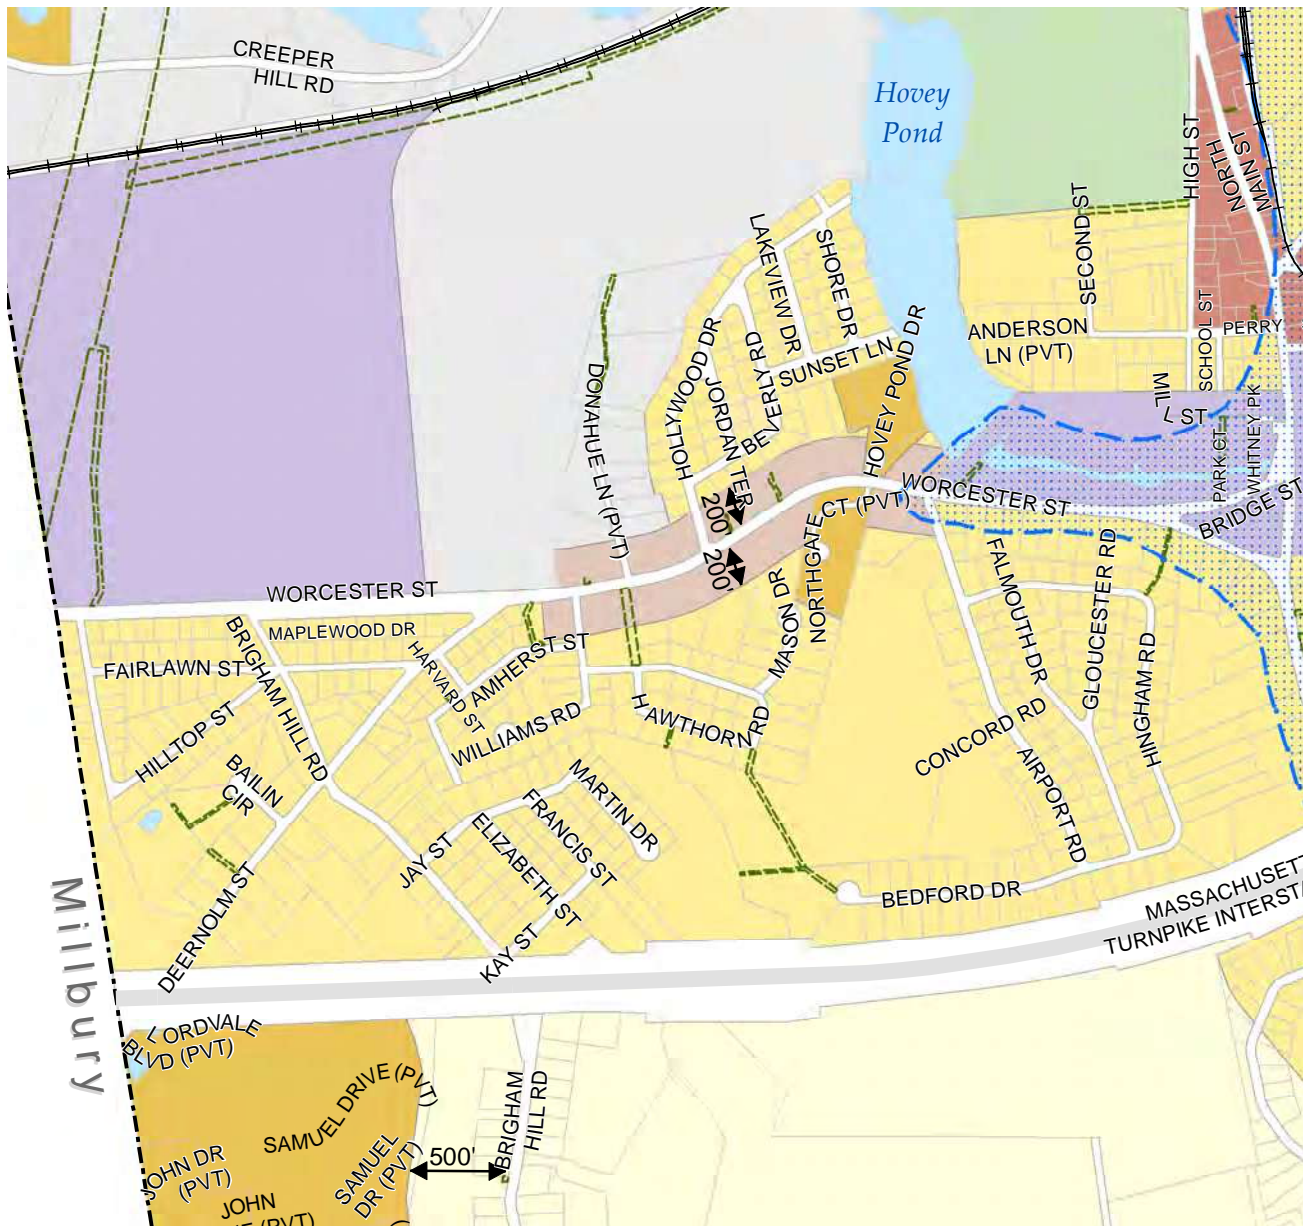 CREEPER
HILL RD
Hovey
Pond
HIGH ST
NORTH
MAIN ST
SECOND ST
LAKEVIEW DR
SHORE DR
ANDERSON
LN (PVT)
SCHOOL ST
PERRY
HOLLYWOOD DR
BEVERLY RD
SUNSET LN
HOVEY POND DR
DONAHUE LN (PVT)
JORDAN TER
MILL ST
PARK CT
WHITNEY PK
BRIDGE ST
WORCESTER ST
200'
200'
NORTHGATE
CT (PVT)
WORCESTER ST
MAPLEWOOD DR
FAIRLAWN ST
BRIGHAM HILL RD
HARVARD ST
AMHERST ST
MASON DR
FALMOUTH DR
GLOUCESTER RD
HINGHAM RD
HILLTOP ST
WILLIAMS RD
HAWTHORN RD
CONCORD RD
AIRPORT RD
BAILIN
CIR
MARTIN DR
FRANCIS ST
ELIZABETH ST
JAY ST
DEERNOLM ST
KAY ST
BEDFORD DR
MASSACHUSET
TURNPIKE INTERST
Millbury
LORDVALE
BLVD (PVT)
SAMUEL DRIVE (PVT)
SAMUEL
DR (PVT)
500'
BRIGHAM
HILL RD
JOHN DR
(PVT)
JOHN
(PVT)